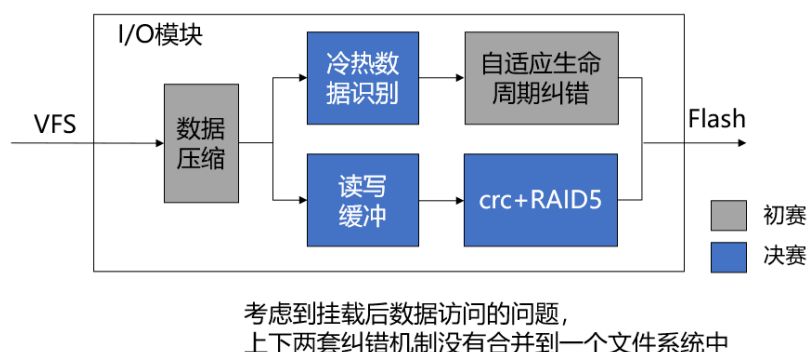 I/O模块
VFS
数据
压缩
冷热数
据识别
自适应生命
周期纠错
读写
缓冲
crc+RAID5
Flash
初赛
决赛
考虑到挂载后数据访问的问题，
上下两套纠错机制没有合并到一个文件系统中